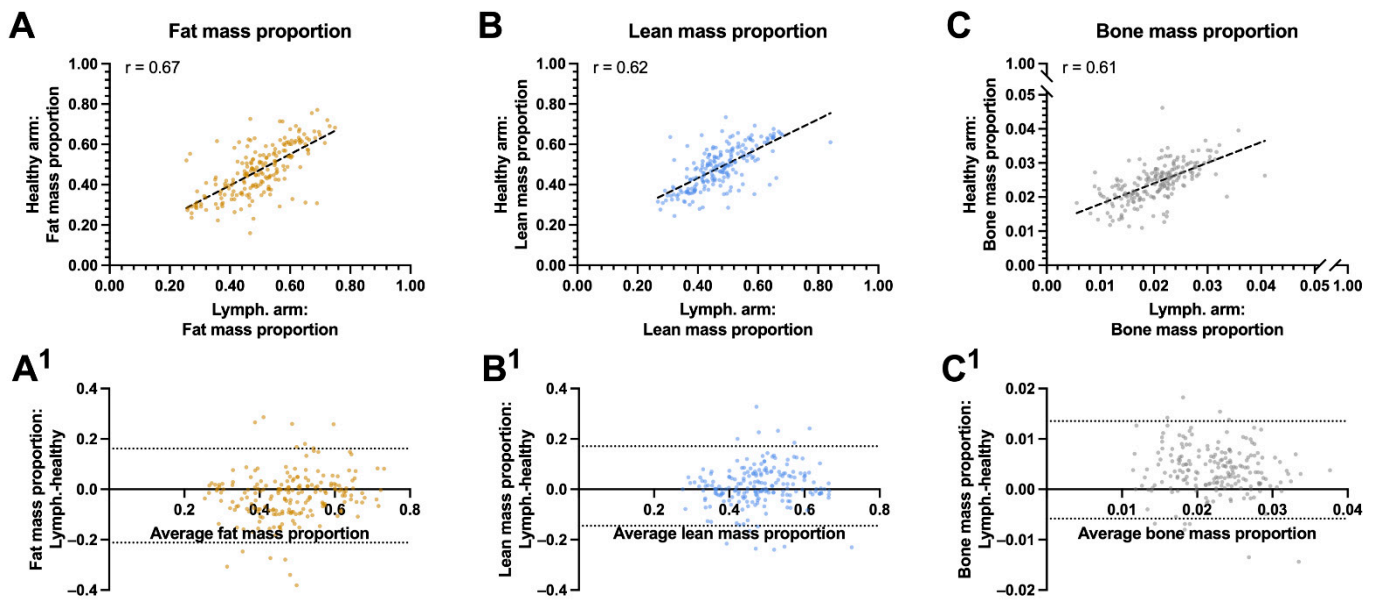 A
Fat mass proportion
r = 0.67
Healthy arm:
Fat mass proportion
1.00
0.80
0.60
0.40
0.20
0.00
0.00 0.20 0.40 0.60 0.80 1.00
Lymph. arm:
Fat mass proportion
B
Lean mass proportion
r = 0.62
Healthy arm:
Lean mass proportion
1.00
0.80
0.60
0.40
0.20
0.00
0.00 0.20 0.40 0.60 0.80 1.00
Lymph. arm:
Lean mass proportion
C
Bone mass proportion
r = 0.61
Healthy arm:
Bone mass proportion
1.00
0.05
0.04
0.03
0.02
0.01
0.00
0.00 0.01 0.02 0.03 0.04 0.05 1.00
Lymph. arm:
Bone mass proportion
A1
Fat mass proportion:
Lymph.-healthy
0.4
0.2
0.0
−0.2
−0.4
0.2 0.4 0.6 0.8
Average fat mass proportion
B1
Lean mass proportion:
Lymph.-healthy
0.4
0.2
0.0
−0.2
−0.4
0.2 0.4 0.6 0.8
Average lean mass proportion
C1
Bone mass proportion:
Lymph.-healthy
0.02
0.01
0.00
−0.01
−0.02
0.01 0.02 0.03 0.04
Average bone mass proportion